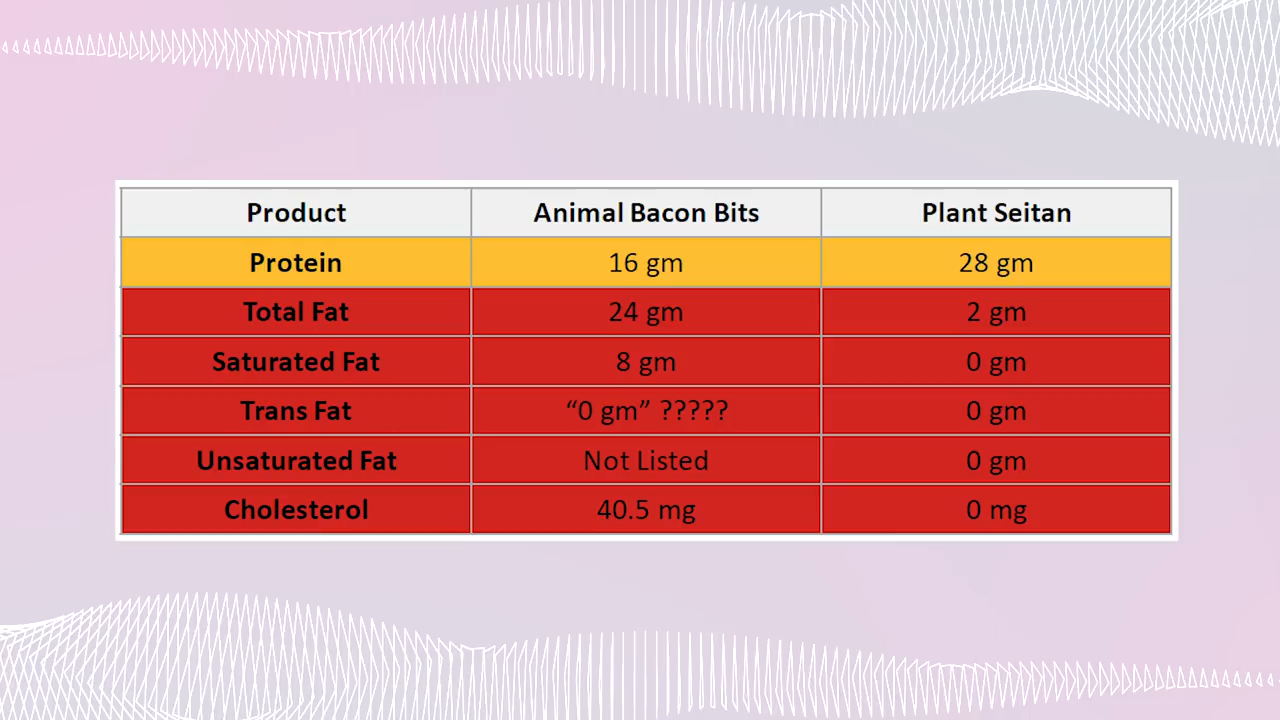 Product Animal Bacon Bits Plant Seitan
Protein 16 gm 28 gm
Total Fat 24 gm 2 gm
Saturated Fat 8 gm 0 gm
Trans Fat “0 gm” ????? 0 gm
Unsaturated Fat Not Listed 0 gm
Cholesterol 40.5 mg 0 mg